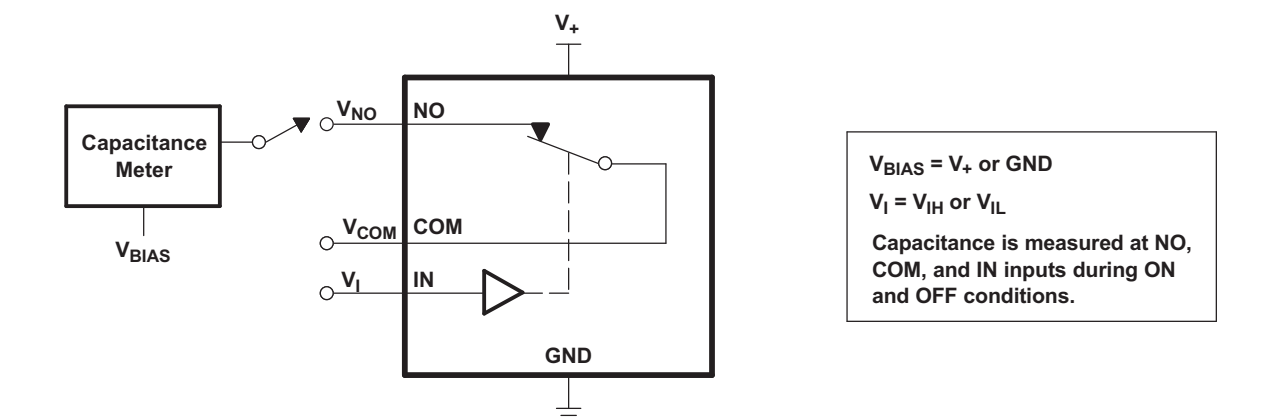 V+
Capacitance
Meter
VBIAS
VNO
NO
VCOM
COM
VI
IN
GND
VBIAS = V+ or GND
VI = VIH or VIL
Capacitance is measured at NO,
COM, and IN inputs during ON
and OFF conditions.